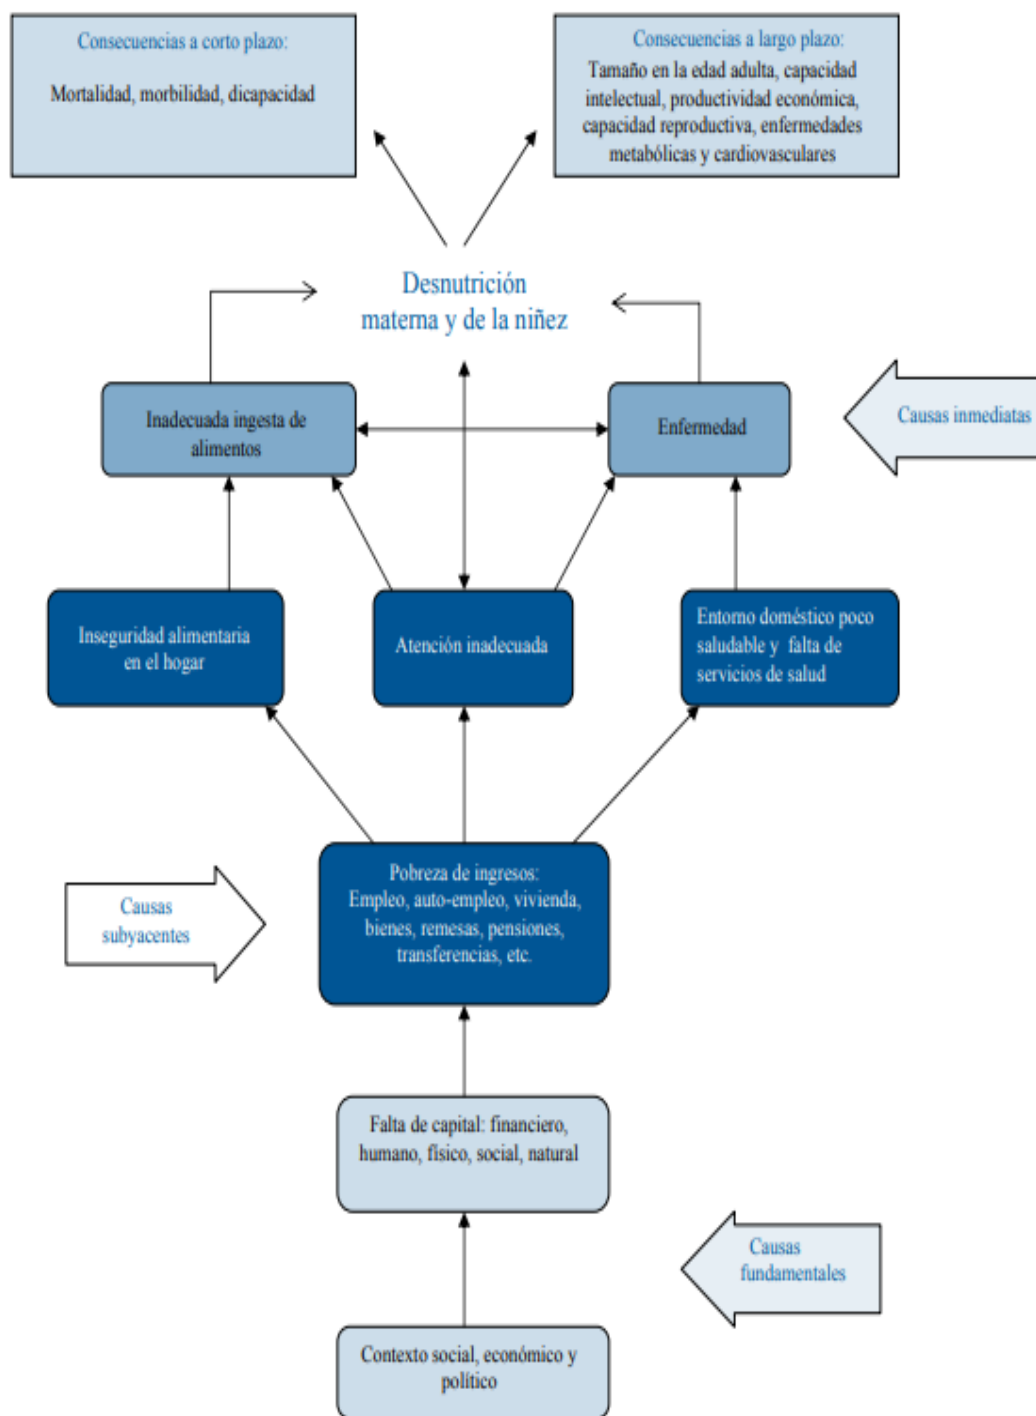 Consecuencias a corto plazo:
Mortalidad, morbilidad, dicapacidad
Consecuencias a largo plazo:
Tamaño en la edad adulta, capacidad
intelectual, productividad económica,
capacidad reproductiva, enfermedades
metabólicas y cardiovasculares
Desnutrición
materna y de la niñez
Inadecuada ingesta de
alimentos
Enfermedad
Causas inmediatas
Inseguridad alimentaria
en el hogar
Atención inadecuada
Entorno doméstico poco
saludable y falta de
servicios de salud
Pobreza de ingresos:
Empleo, auto-empleo, vivienda,
bienes, remesas, pensiones,
transferencias, etc.
Causas
subyacentes
Falta de capital: financiero,
humano, físico, social, natural
Causas
fundamentales
Contexto social, económico y
político